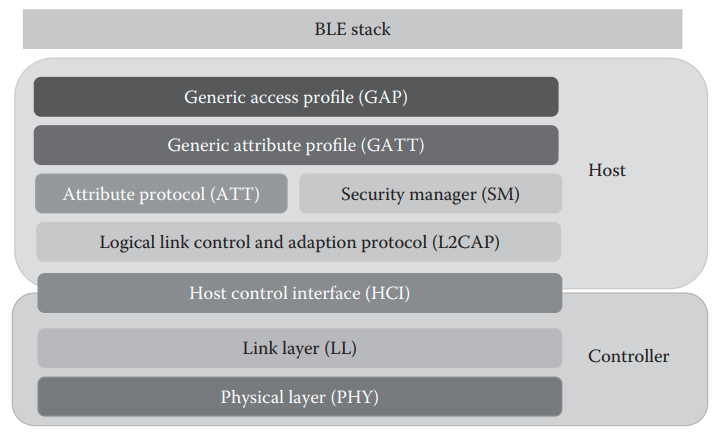 BLE stack
Generic access profile (GAP)
Generic attribute profile (GATT)
Host
Attribute protocol (ATT)
Security manager (SM)
Logical link control and adaption protocol (L2CAP)
Host control interface (HCI)
Link layer (LL)
Controller
Physical layer (PHY)